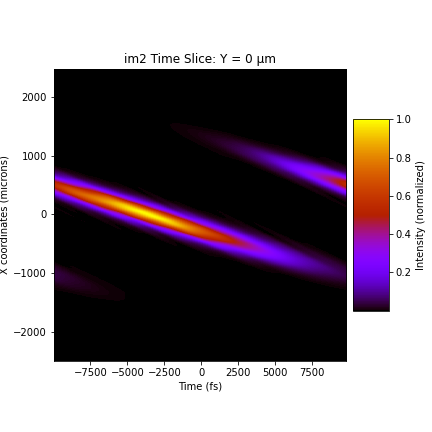 im2 Time Slice: Y = 0 μm
2000
1000
0
−1000
−2000
X coordinates (microns)
−7500 −5000 −2500 0 2500 5000 7500
Time (fs)
1.0
0.8
0.6
0.4
0.2
Intensity (normalized)